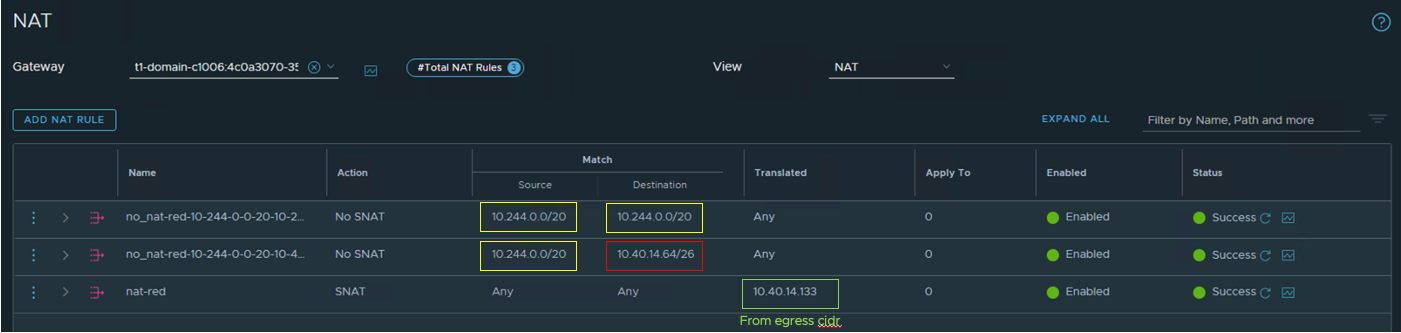 NAT
Gateway t1-domain-c1006:4c0a3070-35 #Total NAT Rules 3 View NAT
ADD NAT RULE EXPAND ALL Filter by Name, Path and more
Name Action Match Translated Apply To Enabled Status
Source Destination
no_nat-red-10-244-0-0-20-10-2... No SNAT 10.244.0.0/20 10.244.0.0/20 Any 0 Enabled Success
no_nat-red-10-244-0-0-20-10-4... No SNAT 10.244.0.0/20 10.40.14.64/26 Any 0 Enabled Success
nat-red SNAT Any Any 10.40.14.133 0 Enabled Success
From egress cidr.